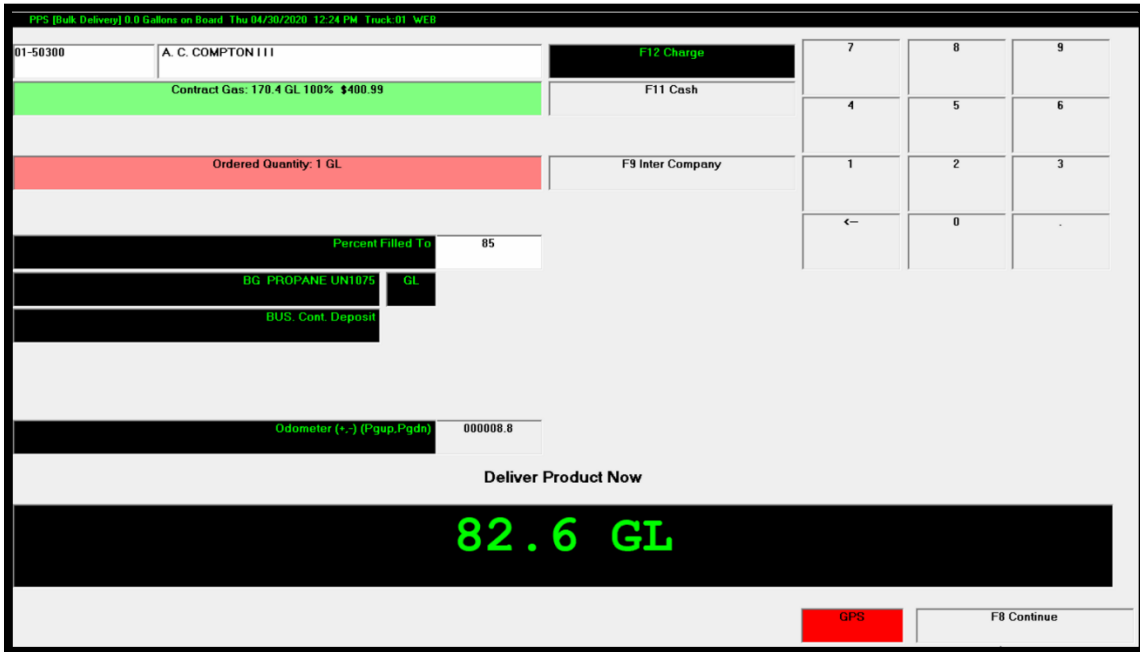 PPS [Bulk Delivery] 0.0 Gallons on Board Thu 04/30/2020 12:24 PM Truck:01 WEB
01-50300 A. C. COMPTON I I I F12 Charge 7 8 9
Contract Gas: 170.4 GL 100% $400.99 F11 Cash
4 5 6
Ordered Quantity: 1 GL F9 Inter Company 1 2 3
<-- 0 .
Percent Filled To 85
BG PROPANE UN1075 GL
BUS. Cont. Deposit
Odometer (+,-) (Pgup,Pgdn) 000008.8
Deliver Product Now
82.6 GL
GPS F8 Continue